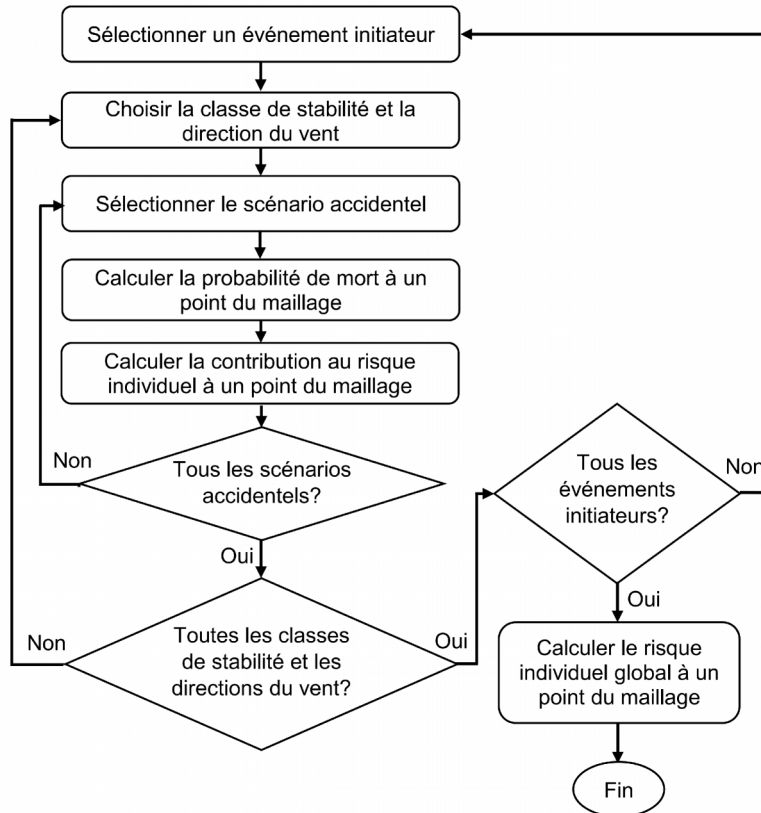 Sélectionner un événement initiateur
Choisir la classe de stabilité et la
direction du vent
Sélectionner le scénario accidentel
Calculer la probabilité de mort à un
point du maillage
Calculer la contribution au risque
individuel à un point du maillage
Non
Tous les scénarios
accidentels?
Oui
Non
Toutes les classes
de stabilité et les
directions du vent?
Oui
Tous les
événements
initiateurs?
Non
Oui
Calculer le risque
individuel global à un
point du maillage
Fin